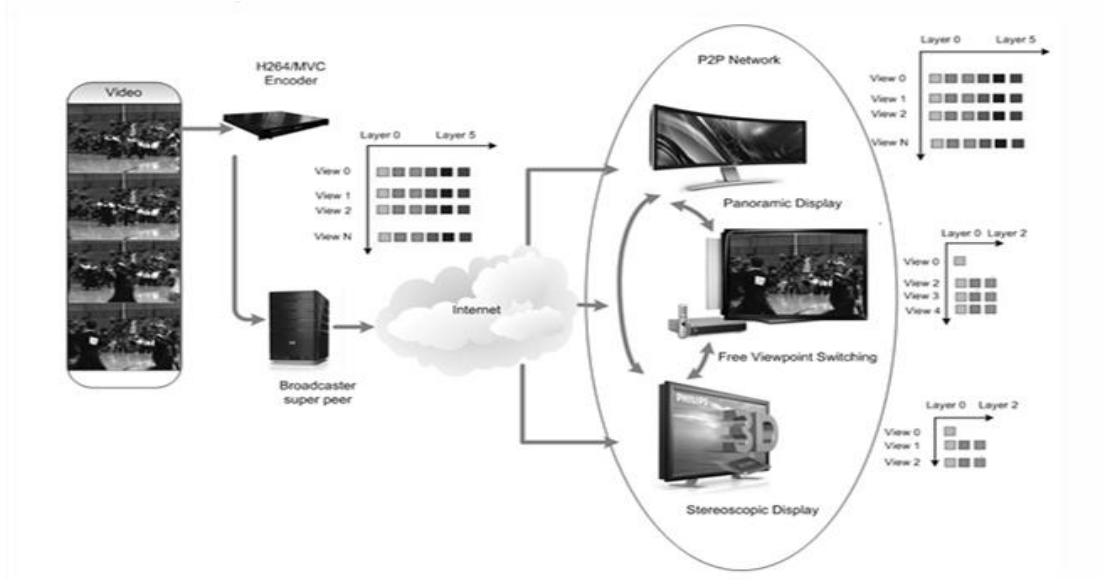 Video
H264/MVC
Encoder
Layer 0 Layer 5
View 0
View 1
View 2
View N
Broadcaster
super peer
Internet
P2P Network
Panoramic Display
Free Viewpoint Switching
PHILIPS
3D
Stereoscopic Display
Layer 0 Layer 5
View 0
View 1
View 2
View N
Layer 0 Layer 2
View 0
View 2
View 3
View 4
Layer 0 Layer 2
View 0
View 1
View 2